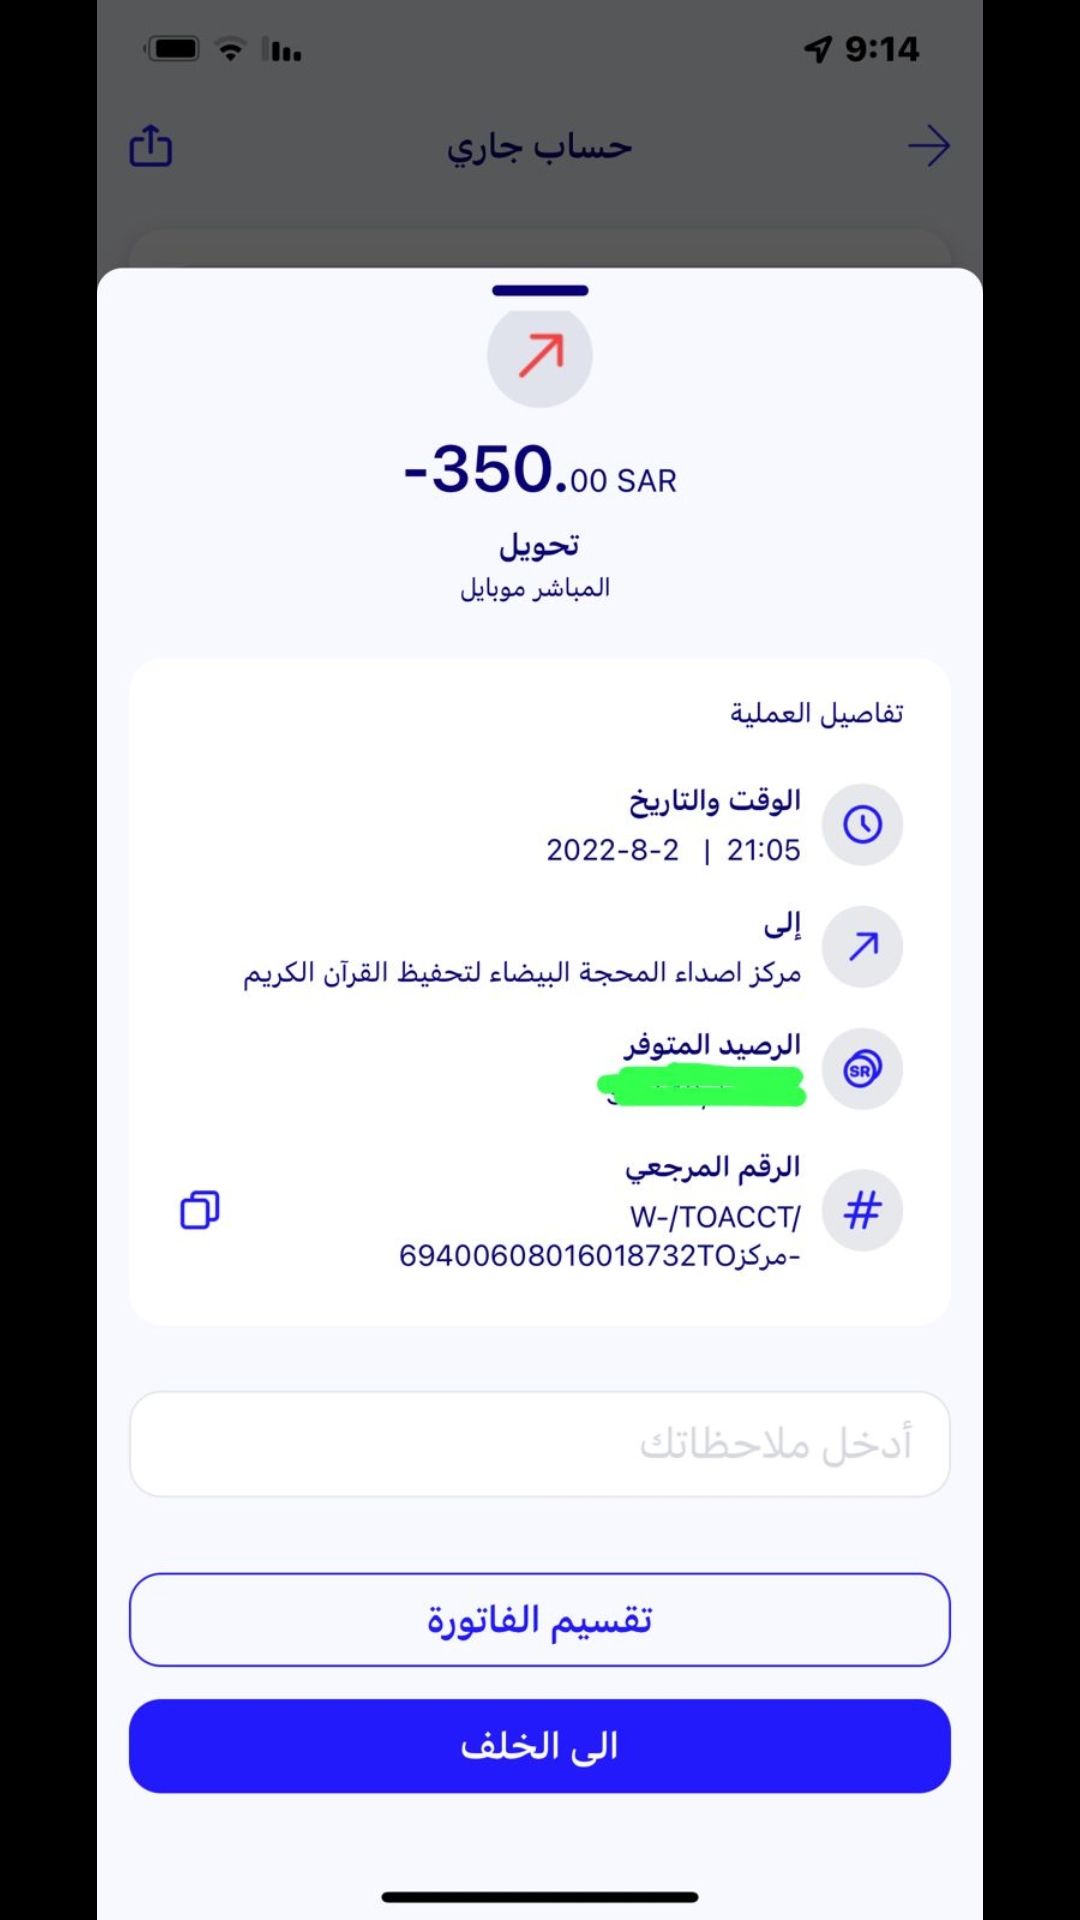 9:14
حساب جاري
-350.00 SAR
تحويل
المباشر موبايل
تفاصيل العملية
الوقت والتاريخ
21:05 | 2022-8-2
إلى
مركز اصداء المحجة البيضاء لتحفيظ القرآن الكريم
الرصيد المتوفر
SR
الرقم المرجعي
#
W-/TOACCT/
69400608016018732TOمركز-
أدخل ملاحظاتك
تقسيم الفاتورة
الى الخلف